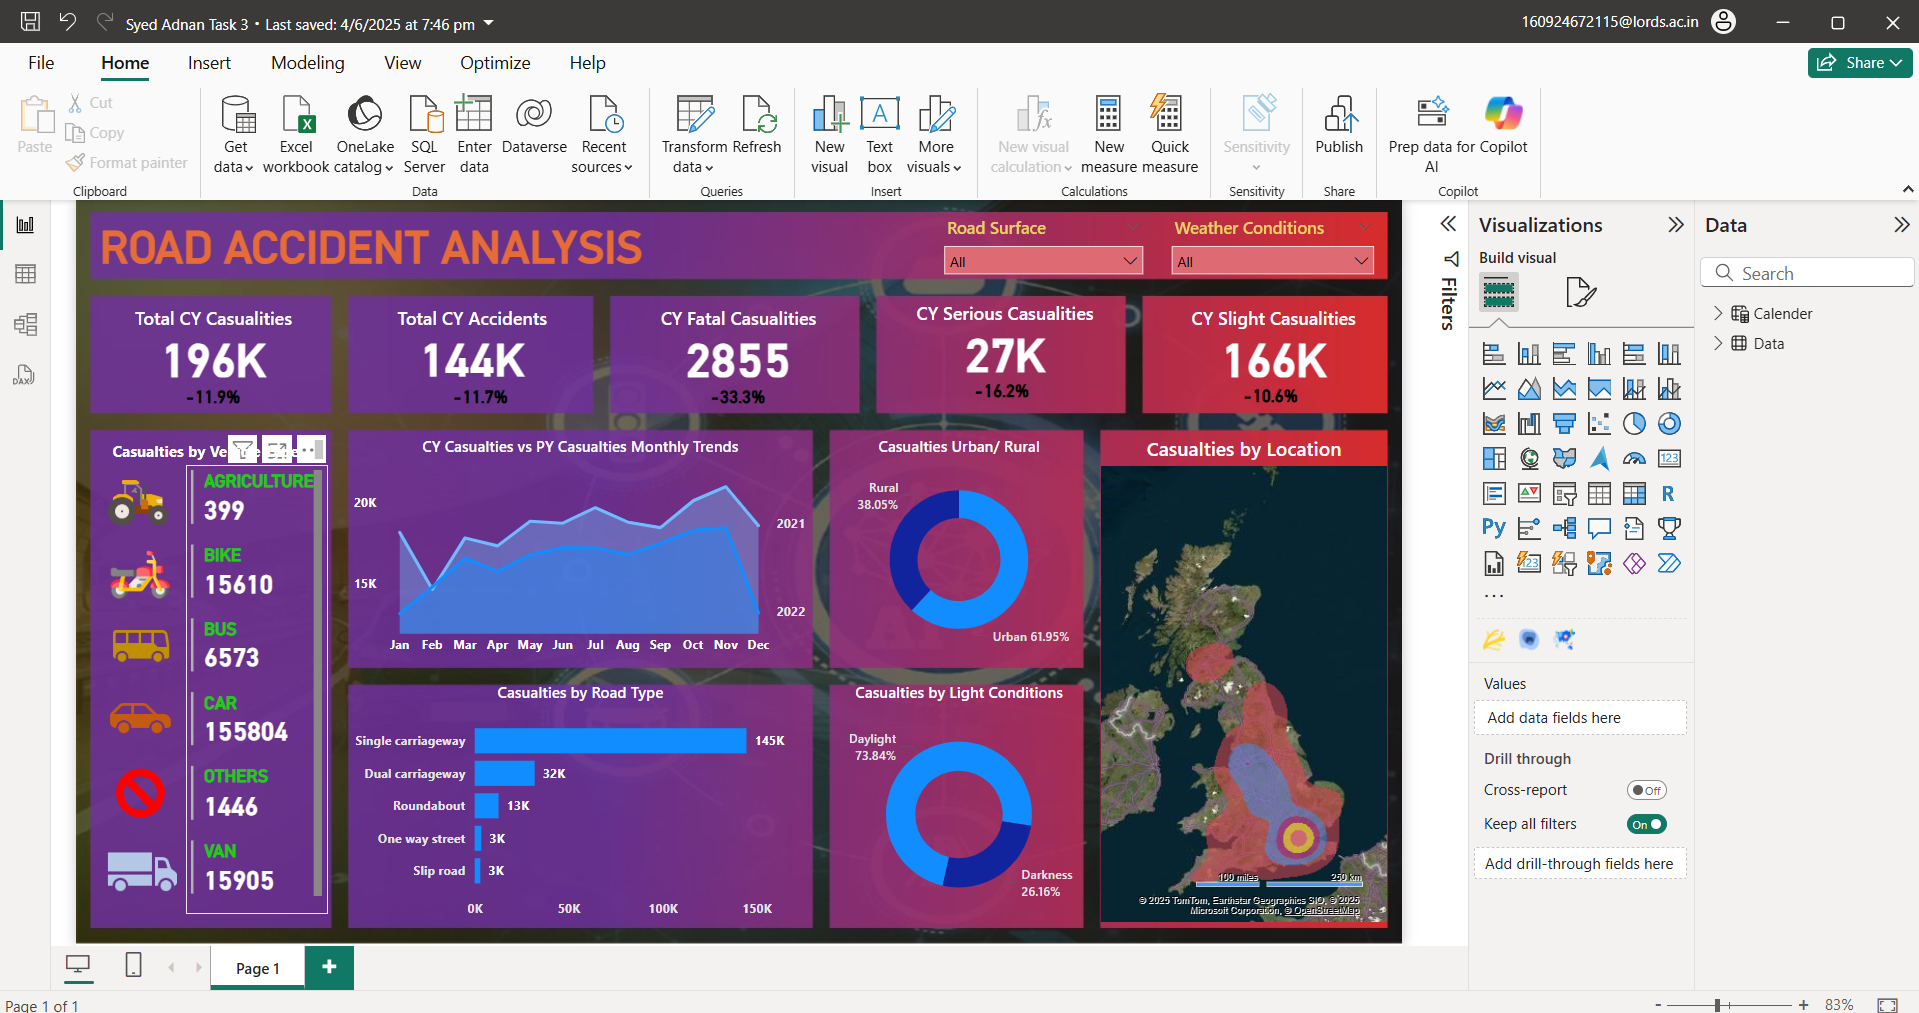 Syed Adnan Task 3 • Last saved: 4/6/2025 at 7:46 pm
160924672115@lords.ac.in
File Home Insert Modeling View Optimize Help
Share
Paste
Cut
Copy
Format painter
Clipboard
Get data
Excel workbook
OneLake catalog
SQL Server
Enter data
Dataverse
Recent sources
Data
Transform data
Refresh
Queries
New visual
Text box
More visuals
Insert
New visual calculation
New measure
Quick measure
Calculations
Sensitivity
Sensitivity
Publish
Share
Prep data for AI
Copilot
Copilot
ROAD ACCIDENT ANALYSIS
Road Surface
All
Weather Conditions
All
Total CY Casualities
196K
-11.9%
Total CY Accidents
144K
-11.7%
CY Fatal Casualities
2855
-33.3%
CY Serious Casualities
27K
-16.2%
CY Slight Casualities
166K
-10.6%
Casualties by
AGRICULTURE
399
BIKE
15610
BUS
6573
CAR
155804
OTHERS
1446
VAN
15905
CY Casualties vs PY Casualties Monthly Trends
20K
15K
2021
2022
Jan Feb Mar Apr May Jun Jul Aug Sep Oct Nov Dec
Casualties Urban/ Rural
Rural
38.05%
Urban 61.95%
Casualties by Road Type
Single carriageway 145K
Dual carriageway 32K
Roundabout 13K
One way street 3K
Slip road 3K
0K 50K 100K 150K
Casualties by Light Conditions
Daylight
73.84%
Darkness
26.16%
Casualties by Location
100 miles 250 km
© 2025 TomTom, Earthstar Geographics SIO, © 2025
Microsoft Corporation, © OpenStreetMap
Filters
Visualizations
Build visual
123
R
Py
123
Values
Add data fields here
Drill through
Cross-report
Off
Keep all filters
On
Add drill-through fields here
Data
Search
Calender
Data
DAX
Page 1
Page 1 of 1
83%